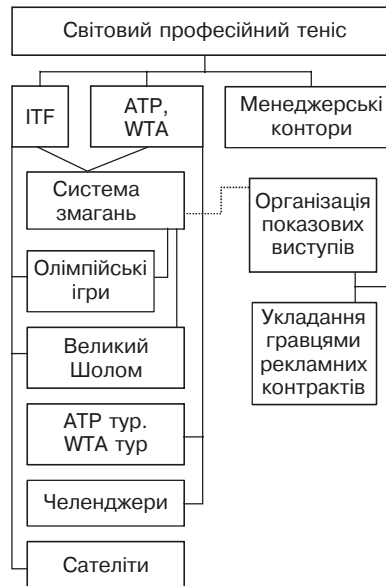 Світовий професійний теніс
ITF
ATP,
WTA
Менеджерські
контори
Система
змагань
Організація
показових
виступів
Олімпійські
ігри
Укладання
гравцями
рекламних
контрактів
Великий
Шолом
ATP тур.
WTA тур
Челенджери
Сателіти